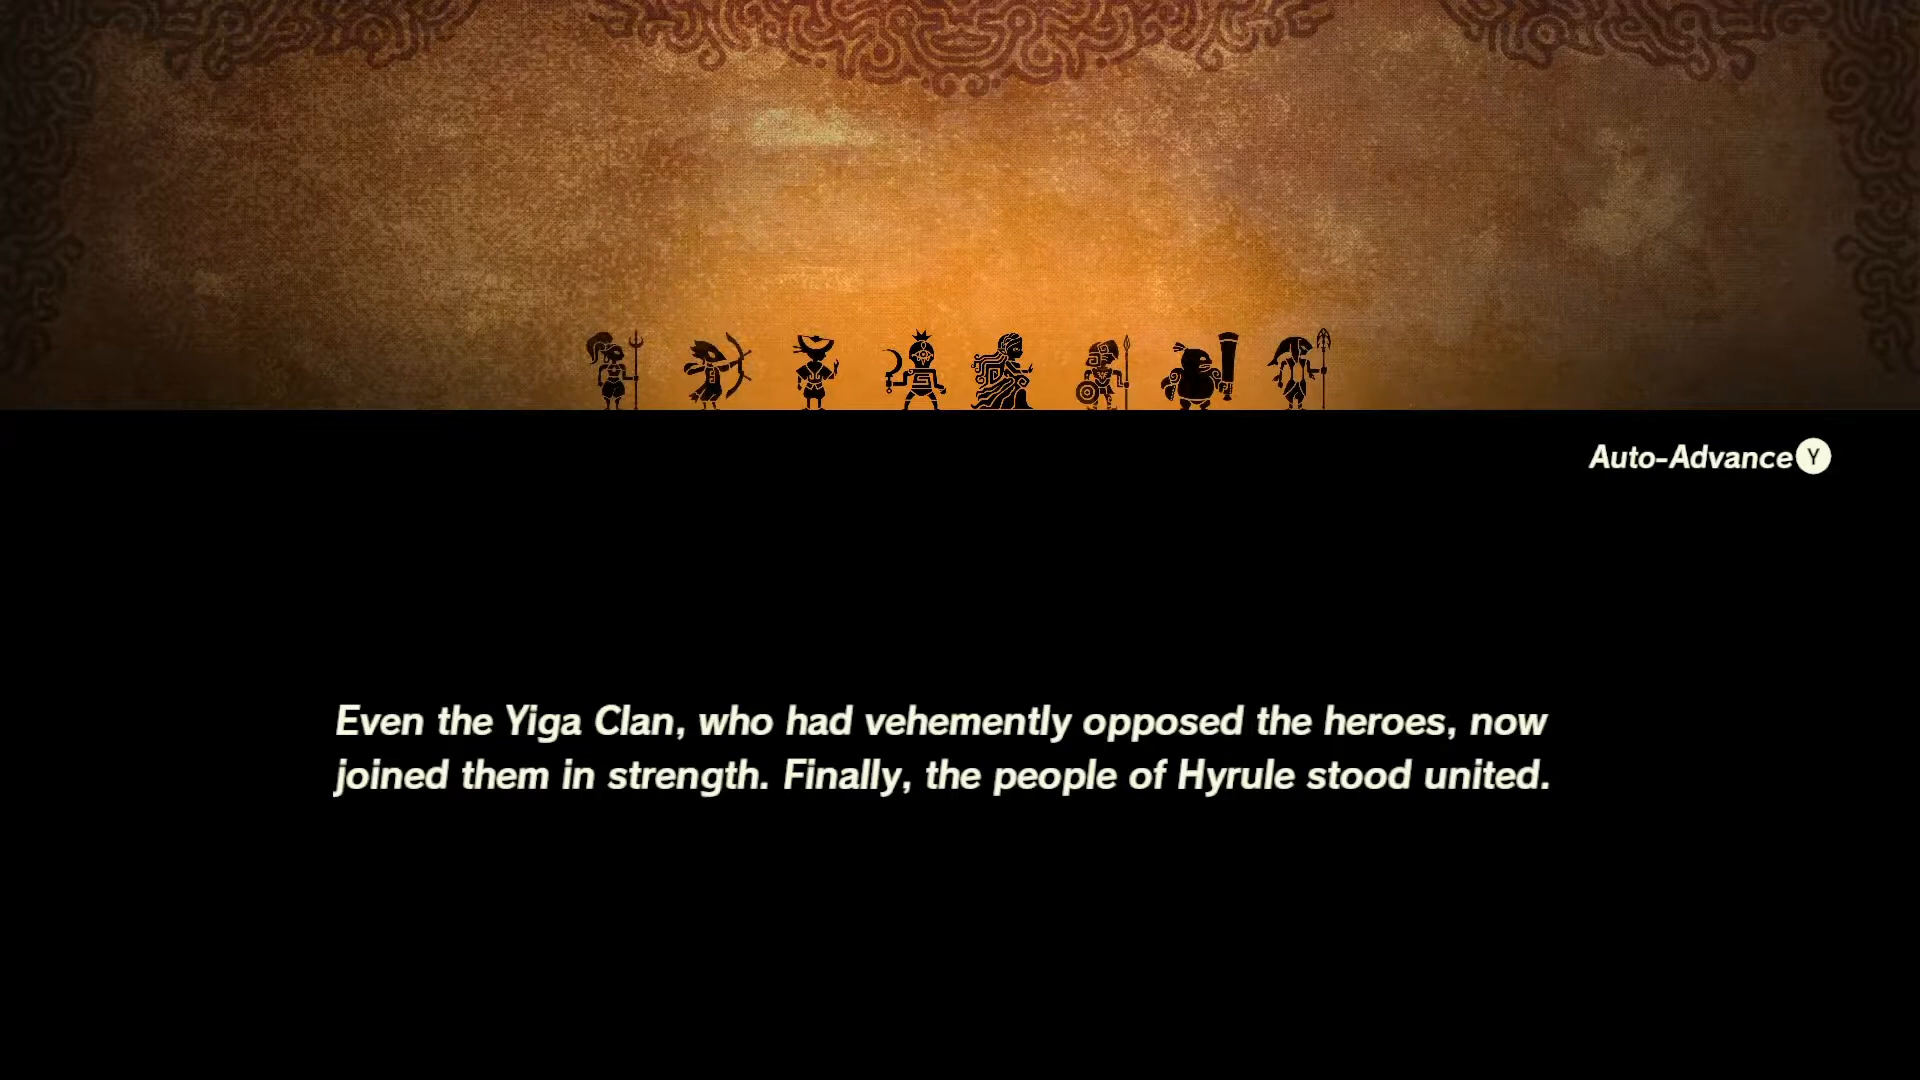 Auto-Advance Y
Even the Yiga Clan, who had vehemently opposed the heroes, now
joined them in strength. Finally, the people of Hyrule stood united.